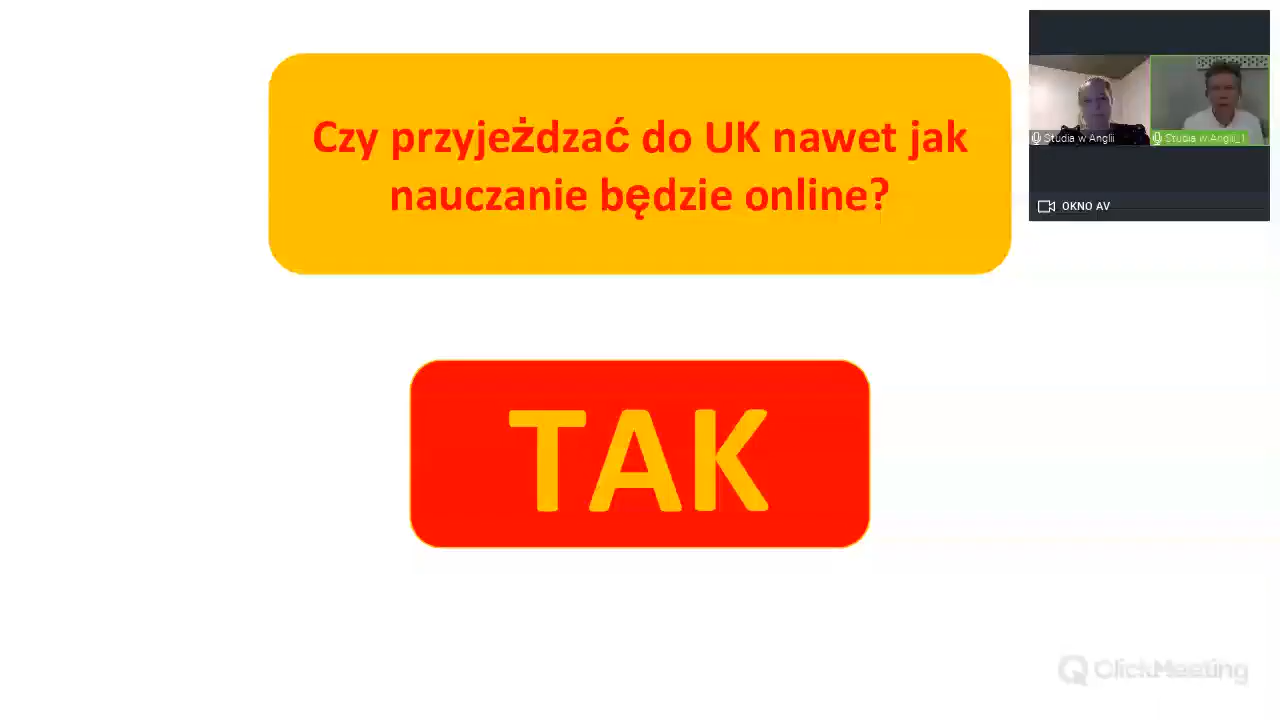 Czy przyjeżdzać do UK nawet jak
nauczanie będzie online?
TAK
Studia w Anglii
Studia w Anglii_1
OKNO AV
ClickMeeting